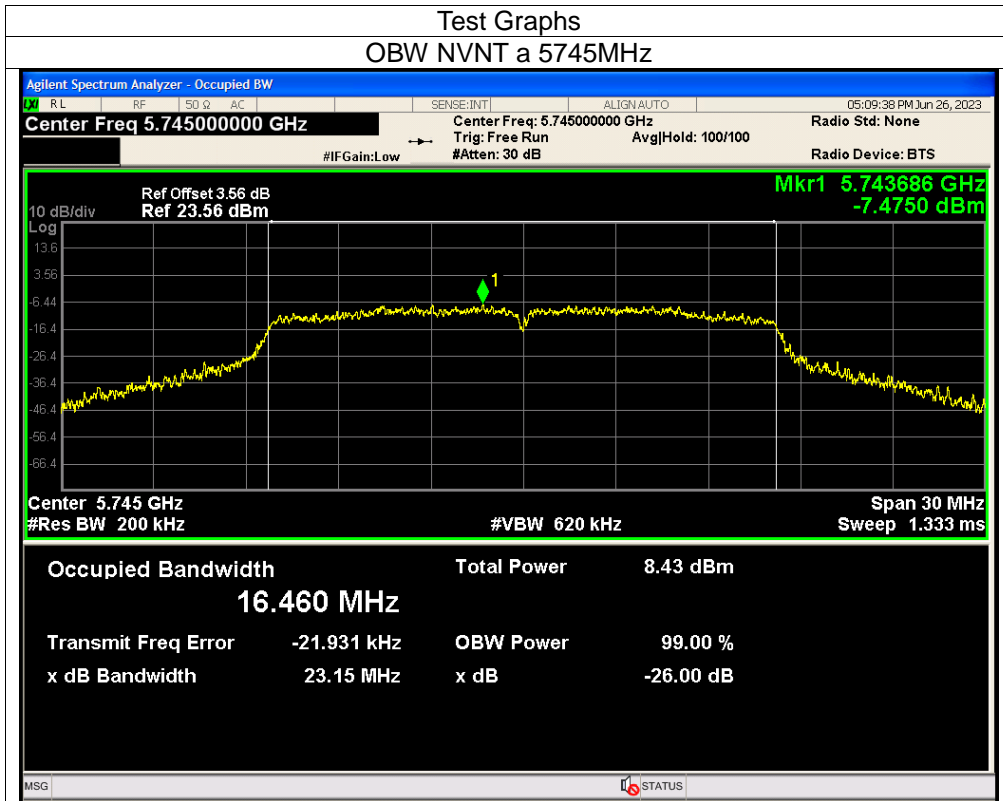 Test Graphs
OBW NVNT a 5745MHz
Agilent Spectrum Analyzer - Occupied BW
LXI RL RF 50 Ω AC SENSE:INT ALIGN AUTO 05:09:38 PM Jun 26, 2023
Center Freq 5.745000000 GHz Center Freq: 5.745000000 GHz Radio Std: None
Trig: Free Run Avg|Hold: 100/100
#IFGain:Low #Atten: 30 dB Radio Device: BTS
Mkr1 5.743686 GHz
Ref Offset 3.56 dB
10 dB/div Ref 23.56 dBm -7.4750 dBm
Log
13.6
3.56
1
-6.44
-16.4
-26.4
-36.4
-46.4
-56.4
-66.4
Center 5.745 GHz Span 30 MHz
#Res BW 200 kHz #VBW 620 kHz Sweep 1.333 ms
Occupied Bandwidth Total Power 8.43 dBm
16.460 MHz
Transmit Freq Error -21.931 kHz OBW Power 99.00 %
x dB Bandwidth 23.15 MHz x dB -26.00 dB
MSG STATUS